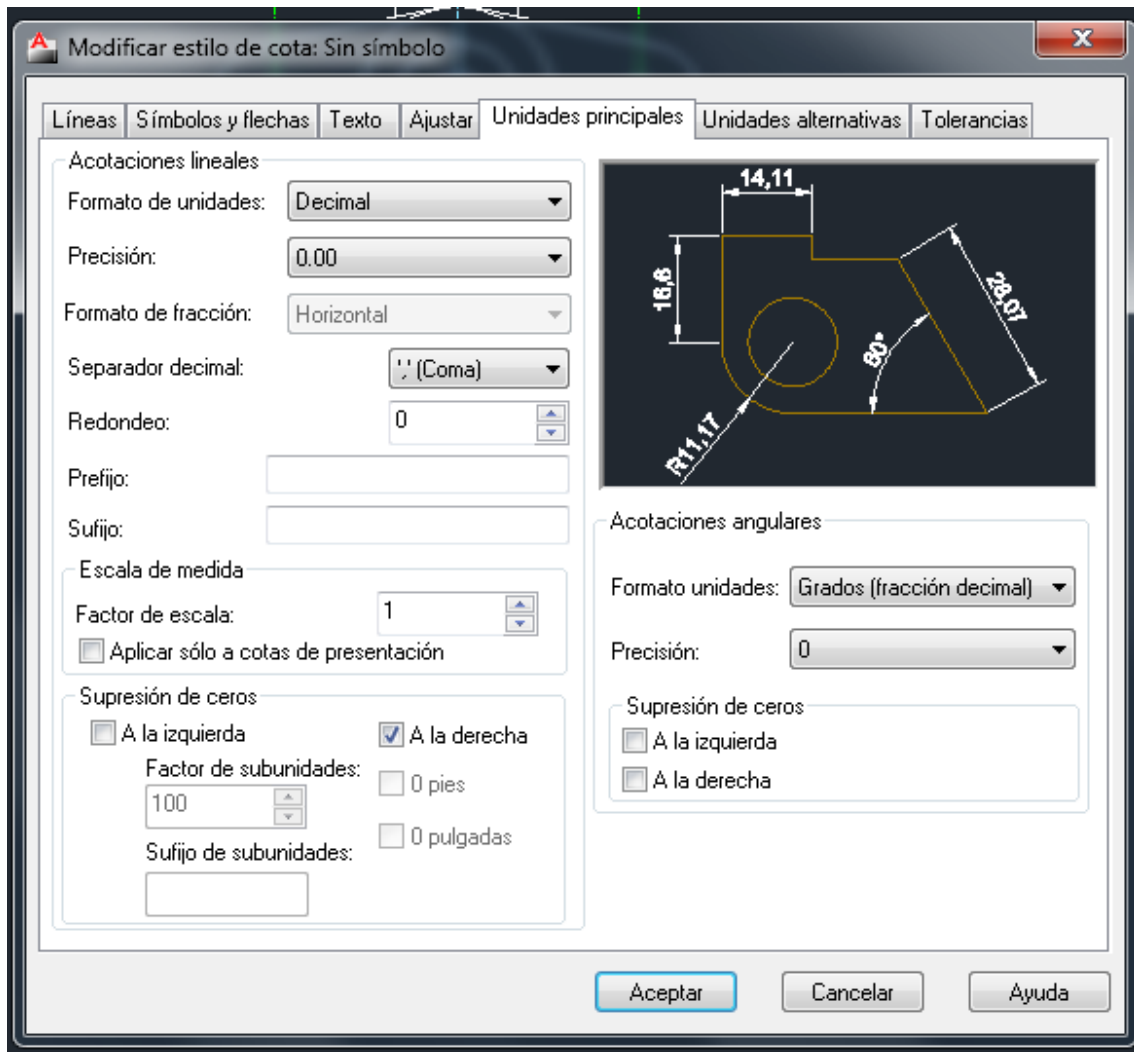 Modificar estilo de cota: Sin símbolo
Líneas Símbolos y flechas Texto Ajustar Unidades principales Unidades alternativas Tolerancias
Acotaciones lineales
Formato de unidades: Decimal
Precisión: 0.00
Formato de fracción: Horizontal
Separador decimal: ',' (Coma)
Redondeo: 0
Prefijo:
Sufijo:
Escala de medida
Factor de escala: 1
Aplicar sólo a cotas de presentación
Supresión de ceros
A la izquierda
A la derecha
Factor de subunidades:
100
0 pies
0 pulgadas
Sufijo de subunidades:
14,11
16,6
28,07
60°
R11,17
Acotaciones angulares
Formato unidades: Grados (fracción decimal)
Precisión: 0
Supresión de ceros
A la izquierda
A la derecha
Aceptar Cancelar Ayuda